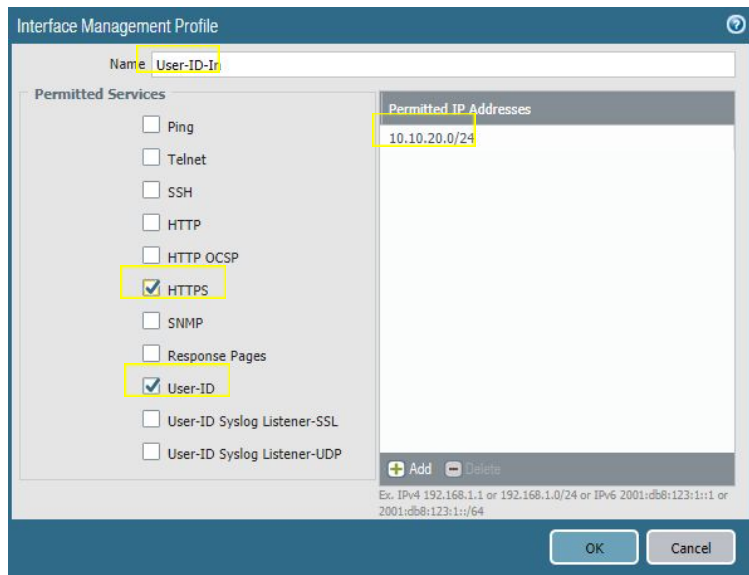 Interface Management Profile
Name User-ID-In
Permitted Services
Ping
Telnet
SSH
HTTP
HTTP OCSP
HTTPS
SNMP
Response Pages
User-ID
User-ID Syslog Listener-SSL
User-ID Syslog Listener-UDP
Permitted IP Addresses
10.10.20.0/24
Add Delete
Ex. IPv4 192.168.1.1 or 192.168.1.0/24 or IPv6 2001:db8:123:1::1 or
2001:db8:123:1::/64
OK Cancel